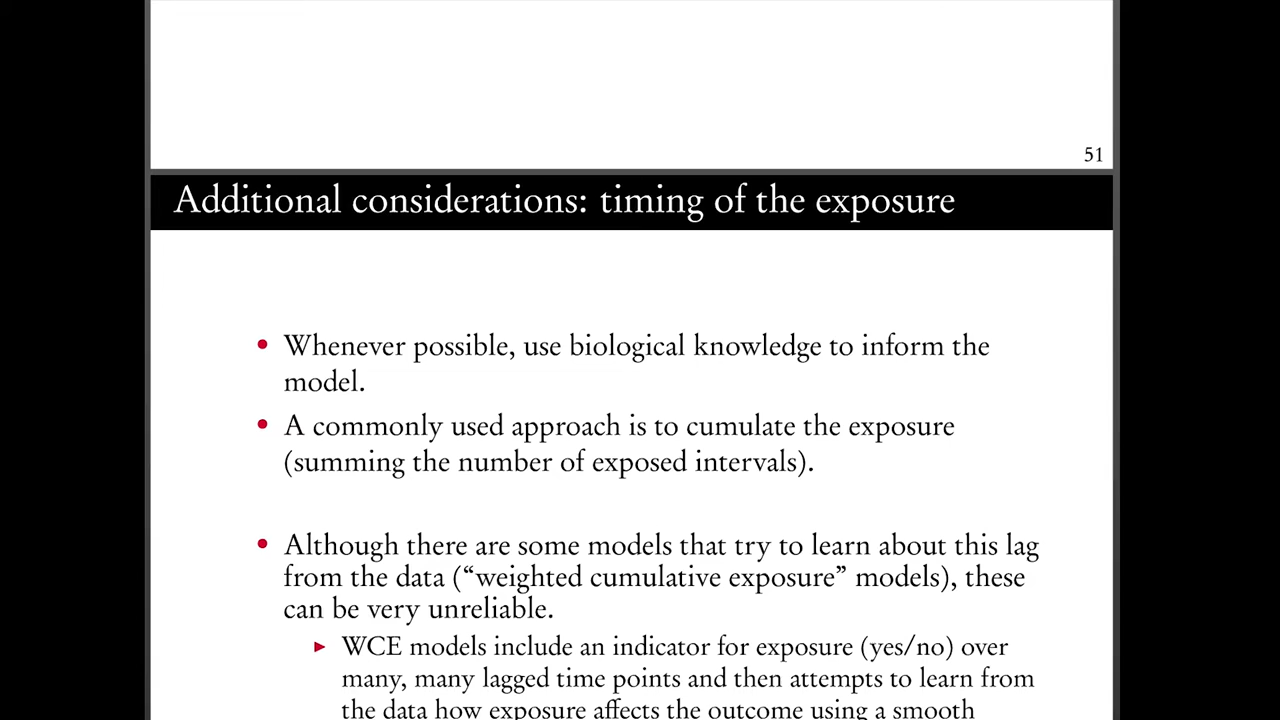 51
Additional considerations: timing of the exposure
• Whenever possible, use biological knowledge to inform the
model.
• A commonly used approach is to cumulate the exposure
(summing the number of exposed intervals).
• Although there are some models that try to learn about this lag
from the data (“weighted cumulative exposure” models), these
can be very unreliable.
▶ WCE models include an indicator for exposure (yes/no) over
many, many lagged time points and then attempts to learn from
the data how exposure affects the outcome using a smooth